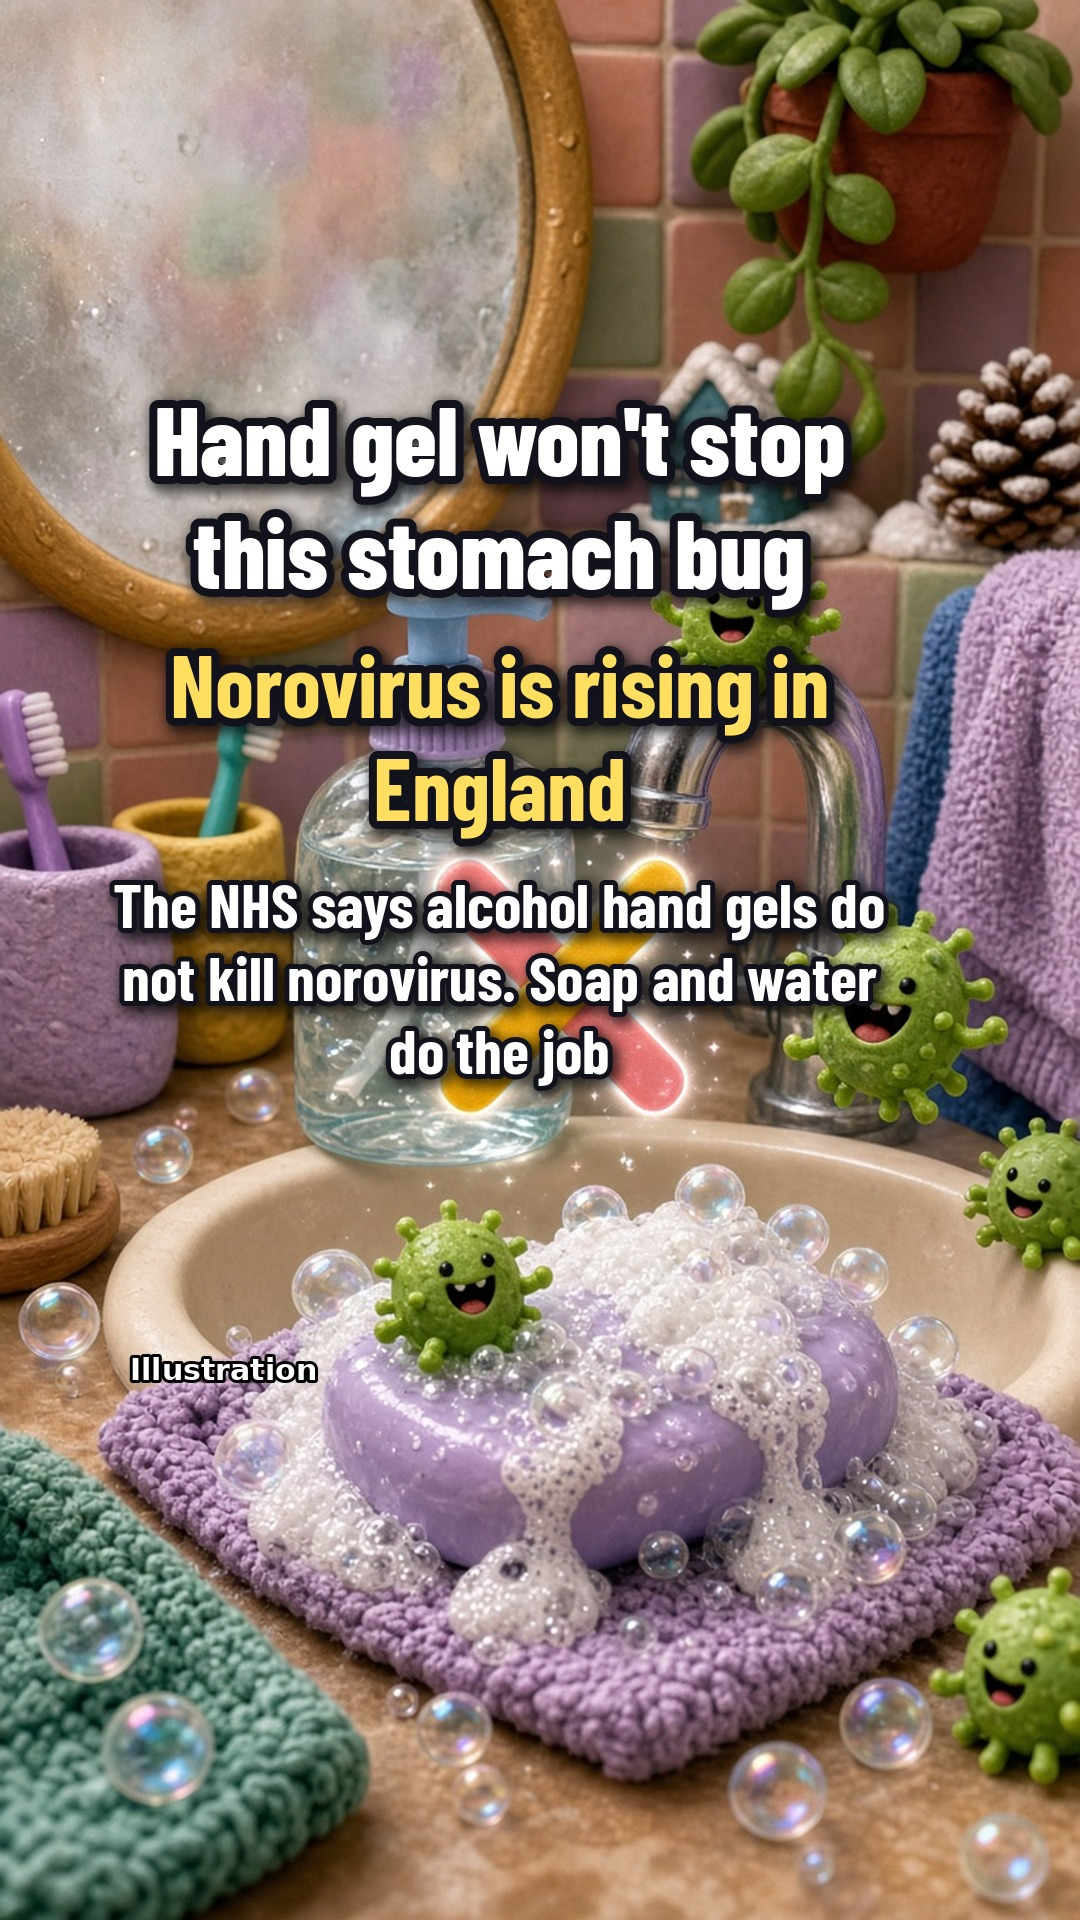 Hand gel won't stop
this stomach bug
Norovirus is rising in
England
The NHS says alcohol hand gels do
not kill norovirus. Soap and water
do the job
Illustration